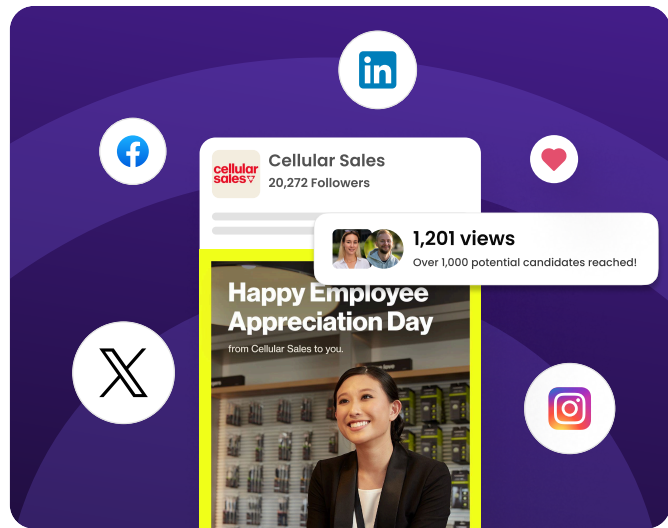 in
f
cellular
sales
Cellular Sales
20,272 Followers
1,201 views
Over 1,000 potential candidates reached!
Happy Employee
Appreciation Day
from Cellular Sales to you.
X